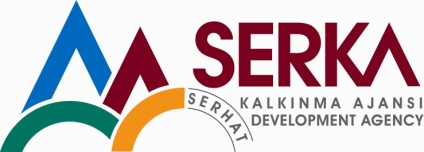 SERKA
SERHAT
KALKINMA AJANSI
DEVELOPMENT AGENCY